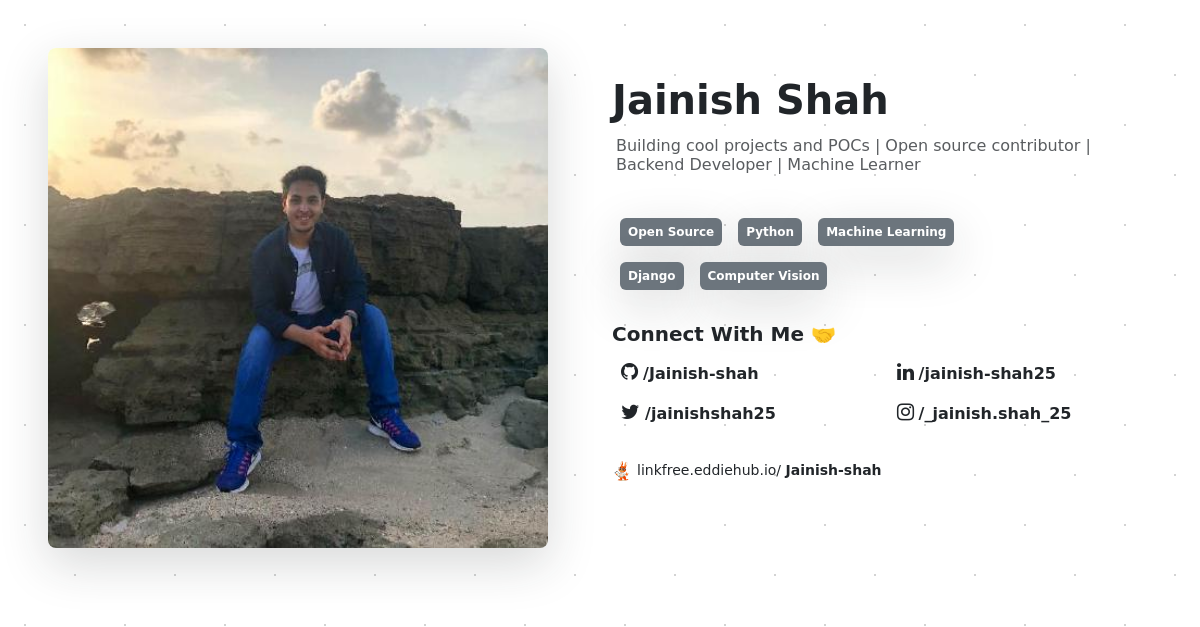 Jainish Shah
Building cool projects and POCs | Open source contributor |
Backend Developer | Machine Learner
Open Source Python Machine Learning
Django Computer Vision
Connect With Me 🤝
/Jainish-shah /jainish-shah25
/jainishshah25 /_jainish.shah_25
linkfree.eddiehub.io/ Jainish-shah